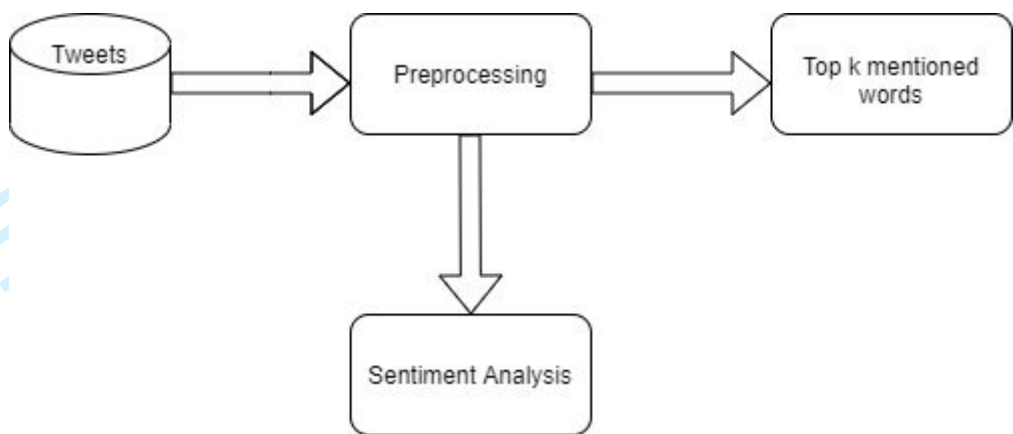 Tweets
Preprocessing
Top k mentioned
words
Sentiment Analysis